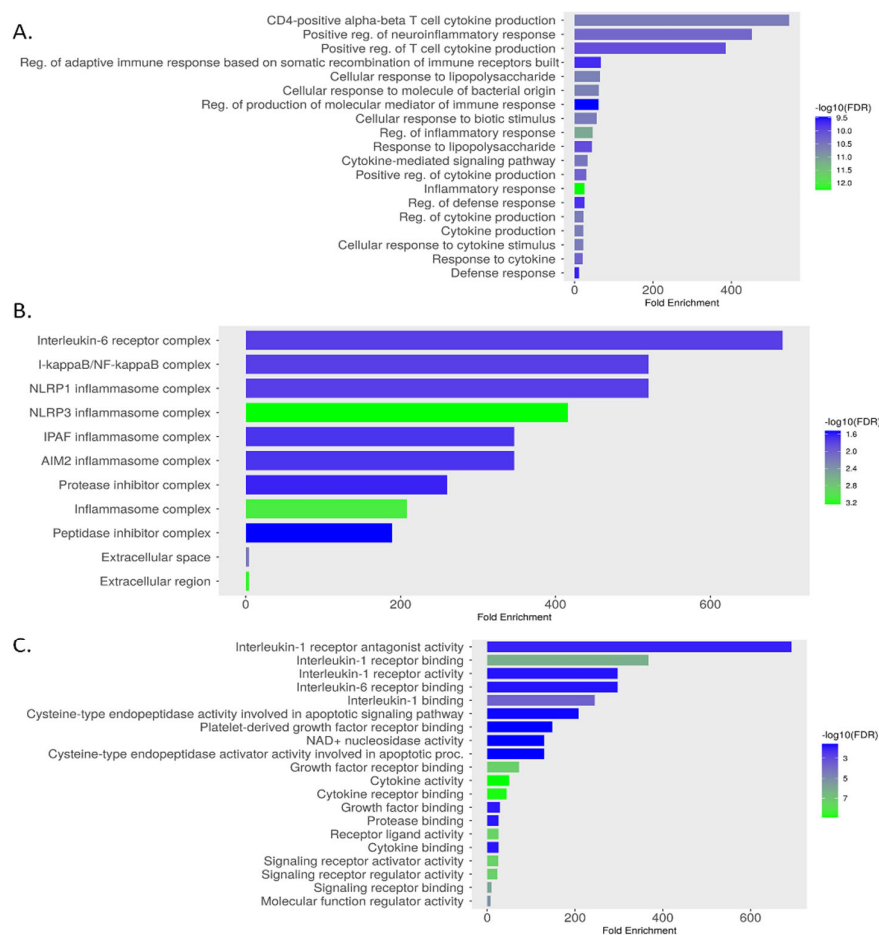 A.
CD4-positive alpha-beta T cell cytokine production
Positive reg. of neuroinflammatory response
Positive reg. of T cell cytokine production
Reg. of adaptive immune response based on somatic recombination of immune receptors built
Cellular response to lipopolysaccharide
Cellular response to molecule of bacterial origin
Reg. of production of molecular mediator of immune response
Cellular response to biotic stimulus
Reg. of inflammatory response
Response to lipopolysaccharide
Cytokine-mediated signaling pathway
Positive reg. of cytokine production
Inflammatory response
Reg. of defense response
Reg. of cytokine production
Cytokine production
Cellular response to cytokine stimulus
Response to cytokine
Defense response
0 200 400
Fold Enrichment
-log10(FDR)
9.5
10.0
10.5
11.0
11.5
12.0
B.
Interleukin-6 receptor complex
I-kappaB/NF-kappaB complex
NLRP1 inflammasome complex
NLRP3 inflammasome complex
IPAF inflammasome complex
AIM2 inflammasome complex
Protease inhibitor complex
Inflammasome complex
Peptidase inhibitor complex
Extracellular space
Extracellular region
0 200 400 600
Fold Enrichment
-log10(FDR)
1.6
2.0
2.4
2.8
3.2
C.
Interleukin-1 receptor antagonist activity
Interleukin-1 receptor binding
Interleukin-1 receptor activity
Interleukin-6 receptor binding
Interleukin-1 binding
Cysteine-type endopeptidase activity involved in apoptotic signaling pathway
Platelet-derived growth factor receptor binding
NAD+ nucleosidase activity
Cysteine-type endopeptidase activator activity involved in apoptotic proc.
Growth factor receptor binding
Cytokine activity
Cytokine receptor binding
Growth factor binding
Protease binding
Receptor ligand activity
Cytokine binding
Signaling receptor activator activity
Signaling receptor regulator activity
Signaling receptor binding
Molecular function regulator activity
0 200 400 600
Fold Enrichment
-log10(FDR)
3
5
7